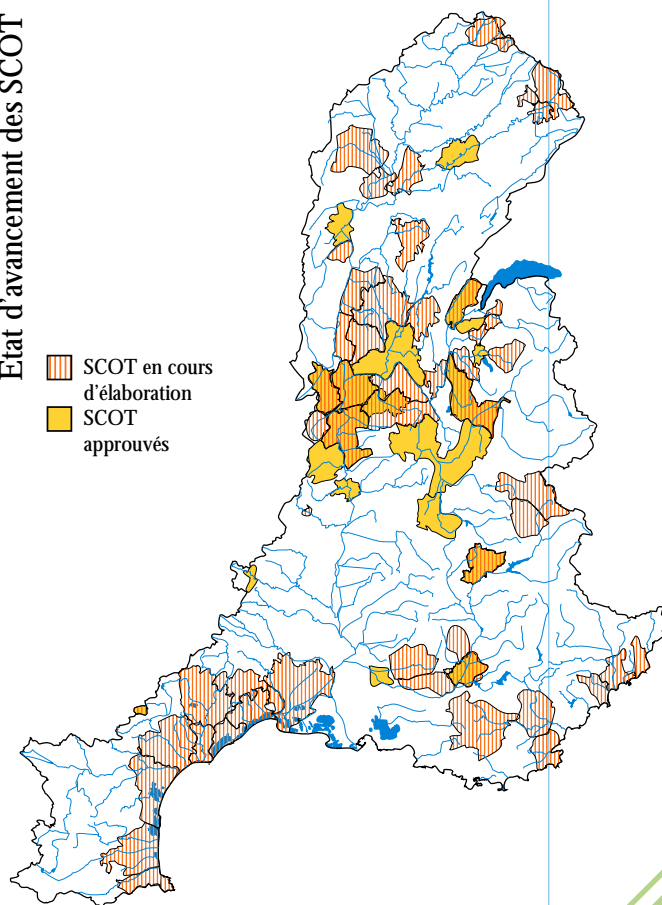 Etat d'avancement des SCOT
SCOT en cours
d'élaboration
SCOT
approuvés